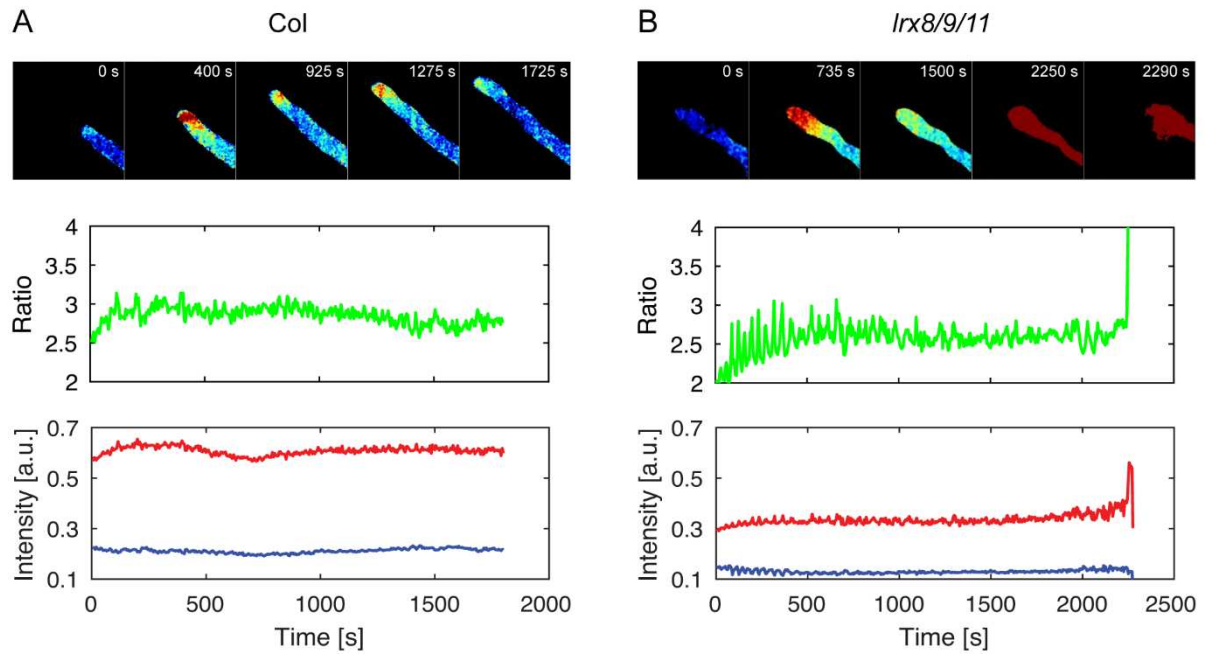 A Col
0 s 400 s 925 s 1275 s 1725 s
Ratio
4
3.5
3
2.5
2
Intensity [a.u.]
0.7
0.5
0.3
0.1
0 500 1000 1500 2000
Time [s]
B lrx8/9/11
0 s 735 s 1500 s 2250 s 2290 s
Ratio
4
3.5
3
2.5
2
Intensity [a.u.]
0.7
0.5
0.3
0.1
0 500 1000 1500 2000 2500
Time [s]